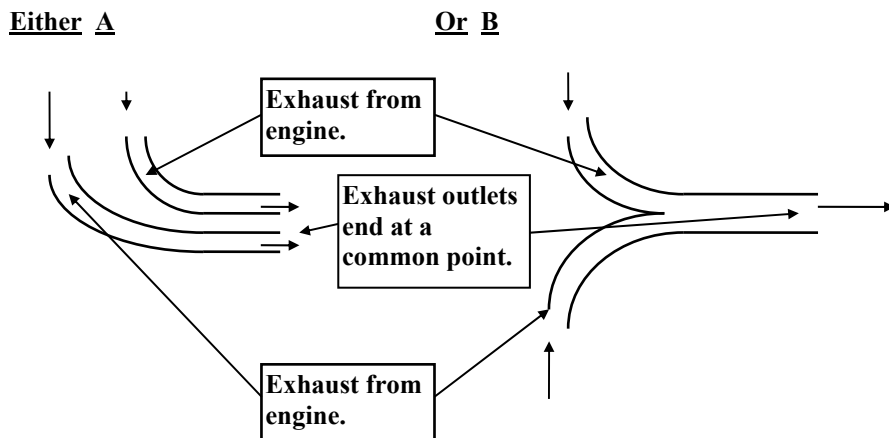 Either A
Or B
Exhaust from
engine.
Exhaust outlets
end at a
common point.
Exhaust from
engine.